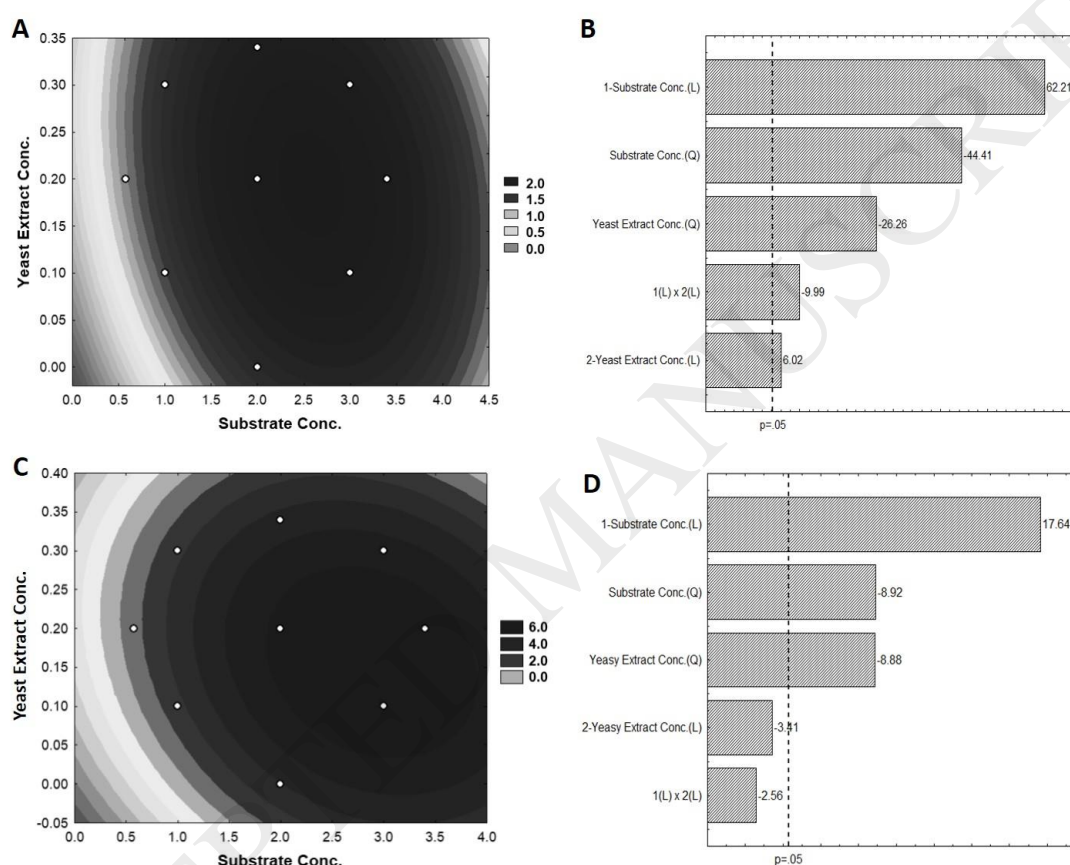 A
0.35
0.30
0.25
0.20
0.15
0.10
0.05
0.00
0.0 0.5 1.0 1.5 2.0 2.5 3.0 3.5 4.0 4.5
Substrate Conc.
Yeast Extract Conc.
2.0
1.5
1.0
0.5
0.0
B
1-Substrate Conc.(L)
62.21
Substrate Conc.(Q)
-44.41
Yeast Extract Conc.(Q)
-26.26
1(L) x 2(L)
-9.99
2-Yeast Extract Conc.(L)
6.02
p=.05
C
0.40
0.35
0.30
0.25
0.20
0.15
0.10
0.05
0.00
-0.05
0.0 0.5 1.0 1.5 2.0 2.5 3.0 3.5 4.0
Substrate Conc.
Yeast Extract Conc.
6.0
4.0
2.0
0.0
D
1-Substrate Conc.(L)
17.64
Substrate Conc.(Q)
-8.92
Yeasy Extract Conc.(Q)
-8.88
2-Yeasy Extract Conc.(L)
-3.41
1(L) x 2(L)
-2.56
p=.05
PTED MANUSCRIP